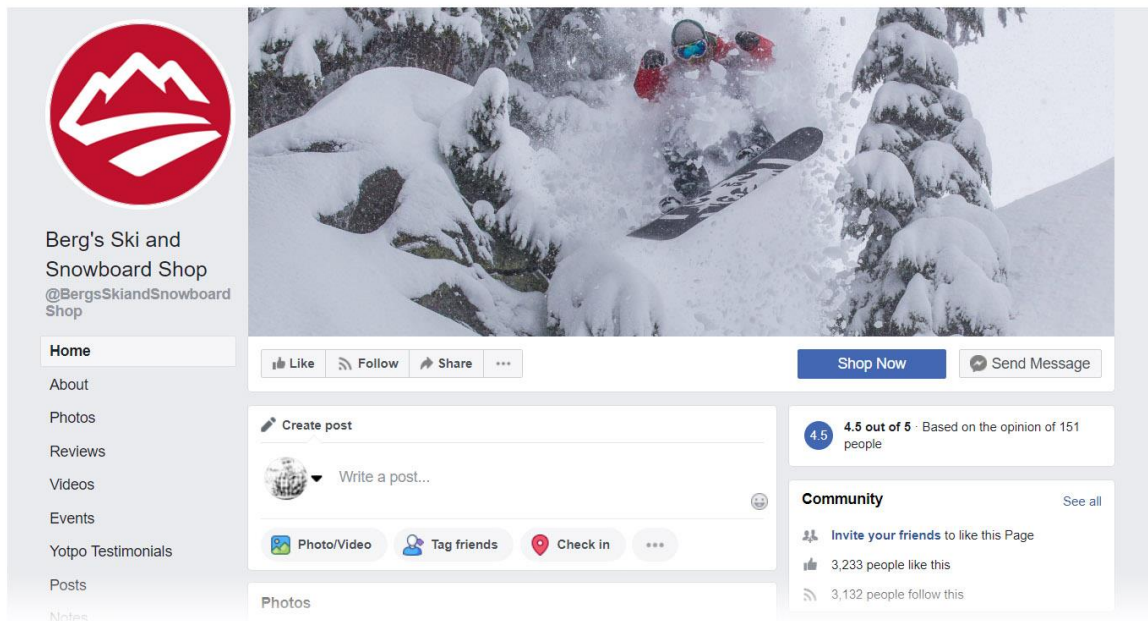 Berg's Ski and
Snowboard Shop
@BergsSkiandSnowboard
Shop
Home
About
Photos
Reviews
Videos
Events
Yotpo Testimonials
Posts
Notes
Like
Follow
Share
Shop Now
Send Message
Create post
Write a post...
Photo/Video
Tag friends
Check in
Photos
4.5
4.5 out of 5 · Based on the opinion of 151
people
Community
See all
Invite your friends to like this Page
3,233 people like this
3,132 people follow this